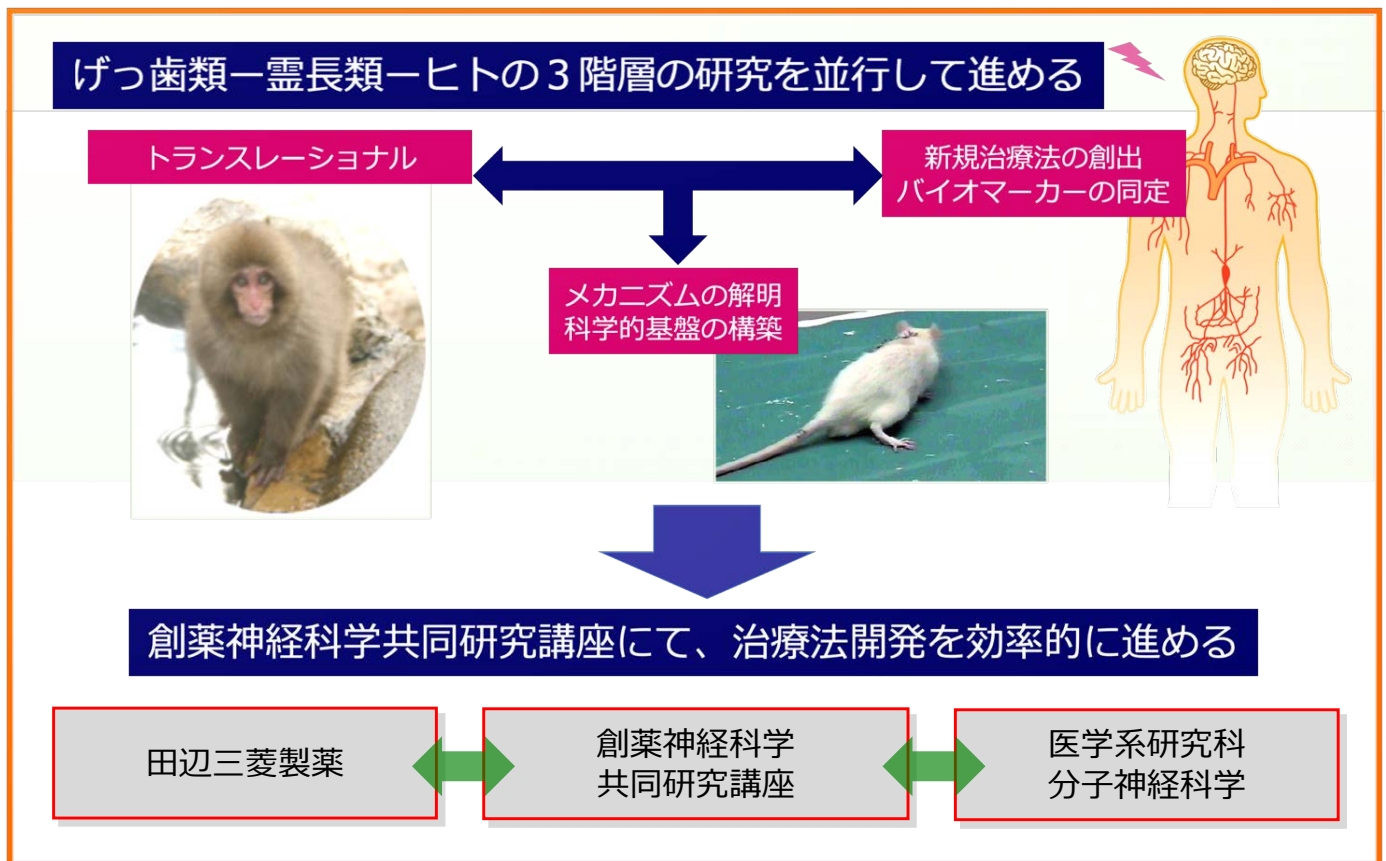 げっ歯類ー霊長類ーヒトの３階層の研究を並行して進める
トランスレーショナル
新規治療法の創出
バイオマーカーの同定
メカニズムの解明
科学的基盤の構築
創薬神経科学共同研究講座にて、治療法開発を効率的に進める
田辺三菱製薬
創薬神経科学
共同研究講座
医学系研究科
分子神経科学